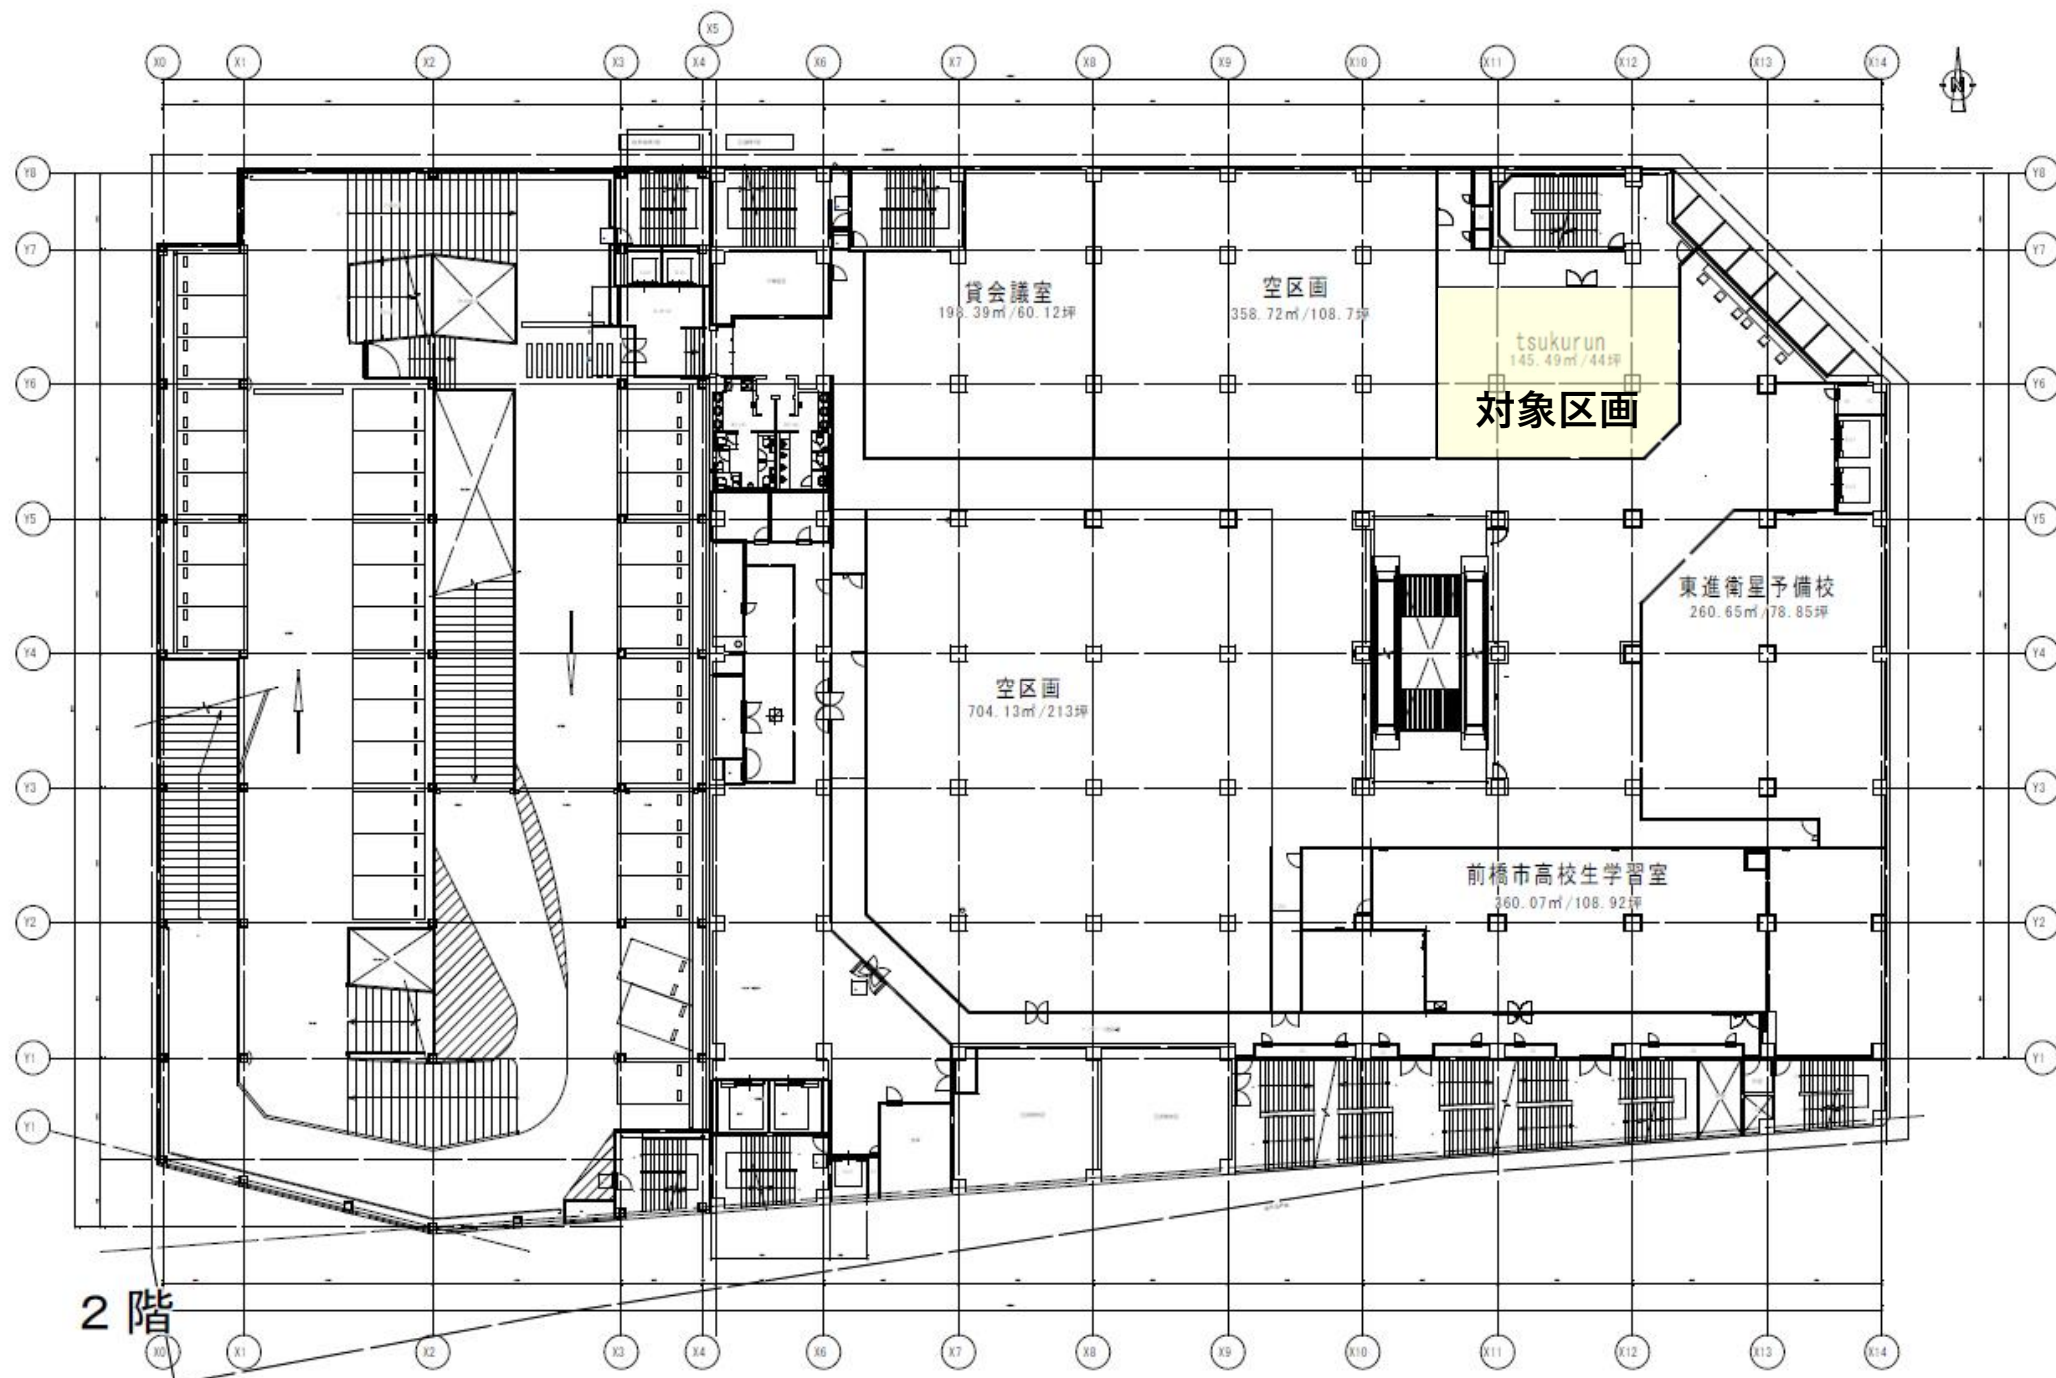 X5
X0 X1 X2 X3 X4 X6 X7 X8 X9 X10 X11 X12 X13 X14
N
Y8 Y8
Y7 Y7
貸会議室
198.39㎡/60.12坪
空区画
358.72㎡/108.7坪
tsukurun
145.49㎡/44坪
対象区画
Y6 Y6
Y5 Y5
東進衛星予備校
260.65㎡/78.85坪
Y4 Y4
空区画
704.13㎡/213坪
Y3 Y3
前橋市高校生学習室
360.07㎡/108.92坪
Y2 Y2
Y1 Y1
Y1
2階
X0 X1 X2 X3 X4 X6 X7 X8 X9 X10 X11 X12 X13 X14